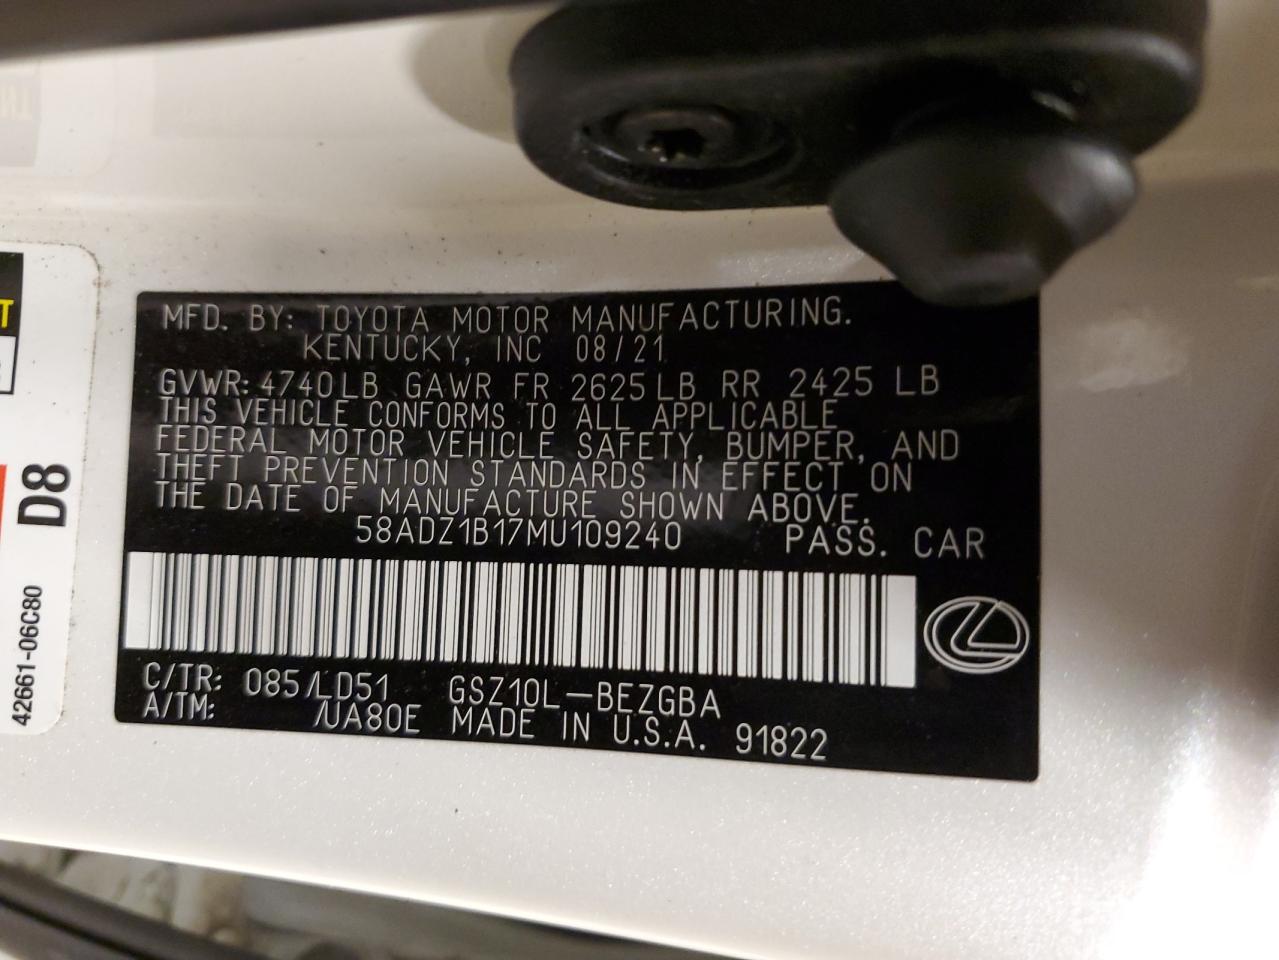 MFD. BY: TOYOTA MOTOR MANUFACTURING.
KENTUCKY, INC 08/21
GVWR: 4740LB GAWR FR 2625LB RR 2425 LB
THIS VEHICLE CONFORMS TO ALL APPLICABLE
FEDERAL MOTOR VEHICLE SAFETY, BUMPER, AND
THEFT PREVENTION STANDARDS IN EFFECT ON
THE DATE OF MANUFACTURE SHOWN ABOVE.
58ADZ1B17MU109240 PASS. CAR
C/TR: 085/LD51 GSZ10L-BEZGBA
A/TM: /UA80E MADE IN U.S.A. 91822
D8
42661-06C80